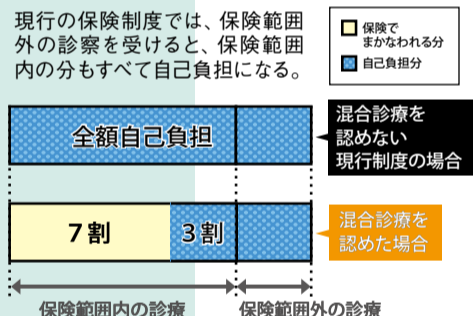 現行の保険制度では、保険範囲
外の診察を受けると、保険範囲
内の分もすべて自己負担になる。
保険で
まかなわれる分
自己負担分
全額自己負担
混合診療を
認めない
現行制度の場合
7割
3割
混合診療を
認めた場合
保険範囲内の診療
保険範囲外の診療